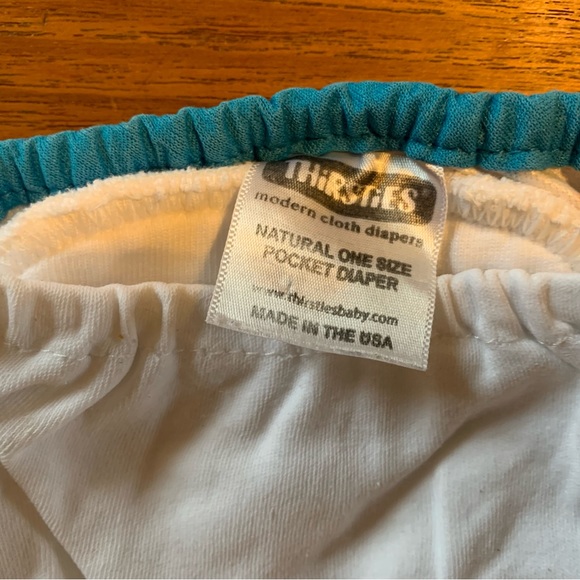 THiRSTiES
modern cloth diapers
NATURAL ONE SIZE
POCKET DIAPER
www.thirstiesbaby.com
MADE IN THE USA